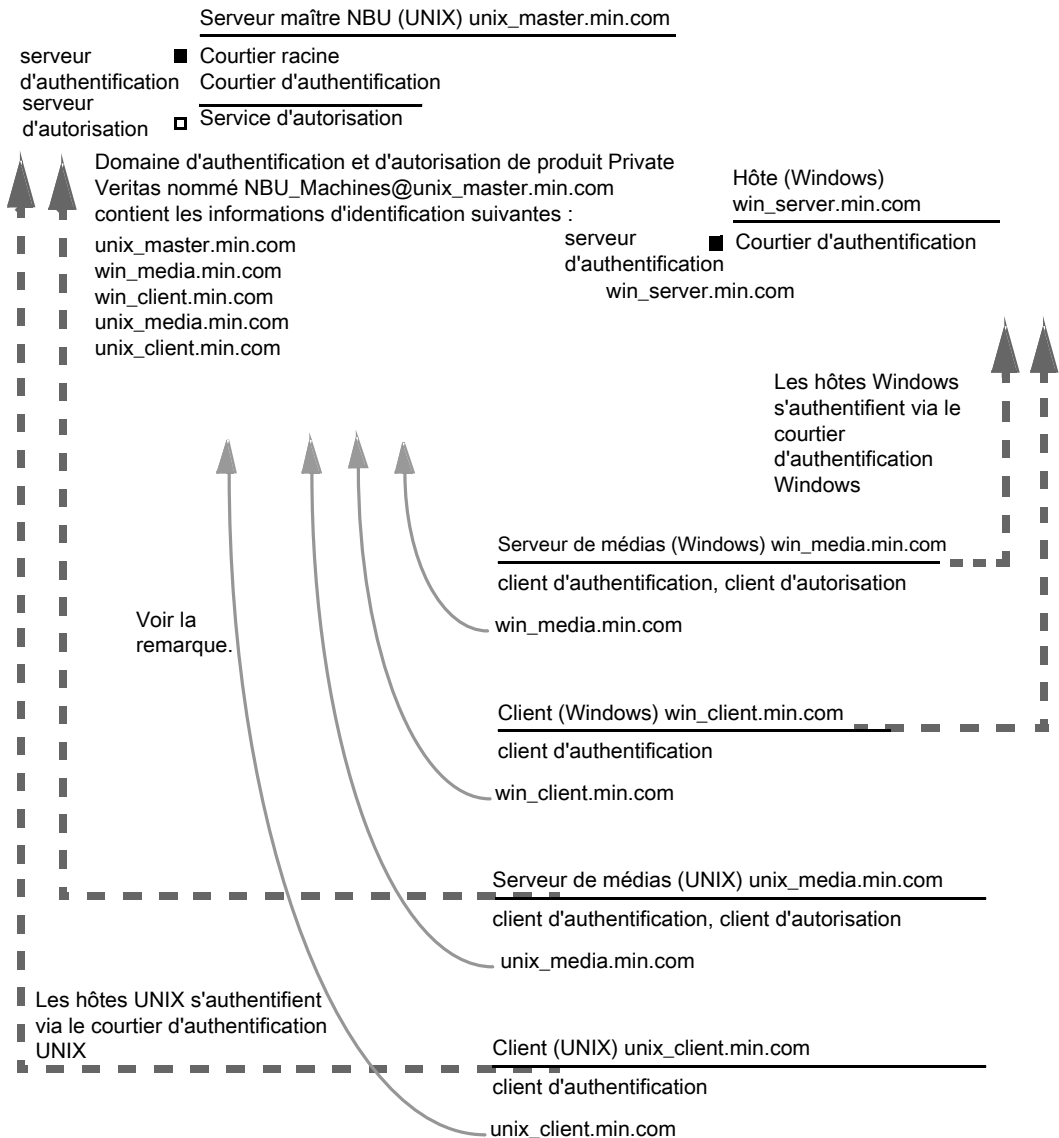 Serveur maître NBU (UNIX) unix_master.min.com
serveur
d'authentification
Courtier racine
Courtier d'authentification
serveur
d'autorisation
Service d'autorisation
Domaine d'authentification et d'autorisation de produit Private
Veritas nommé NBU_Machines@unix_master.min.com
contient les informations d'identification suivantes :
unix_master.min.com
win_media.min.com
win_client.min.com
unix_media.min.com
unix_client.min.com
Hôte (Windows)
win_server.min.com
serveur
d'authentification
Courtier d'authentification
win_server.min.com
Les hôtes Windows
s'authentifient via le
courtier
d'authentification
Windows
Serveur de médias (Windows) win_media.min.com
client d'authentification, client d'autorisation
win_media.min.com
Voir la
remarque.
Client (Windows) win_client.min.com
client d'authentification
win_client.min.com
Serveur de médias (UNIX) unix_media.min.com
client d'authentification, client d'autorisation
unix_media.min.com
Les hôtes UNIX s'authentifient
via le courtier d'authentification
UNIX
Client (UNIX) unix_client.min.com
client d'authentification
unix_client.min.com